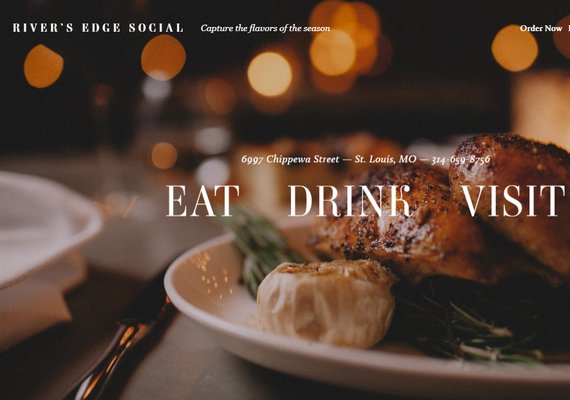 RIVER'S EDGE SOCIAL Capture the flavors of the season Order Now
6997 Chippewa Street — St. Louis, MO — 314-659-8756
EAT DRINK VISIT